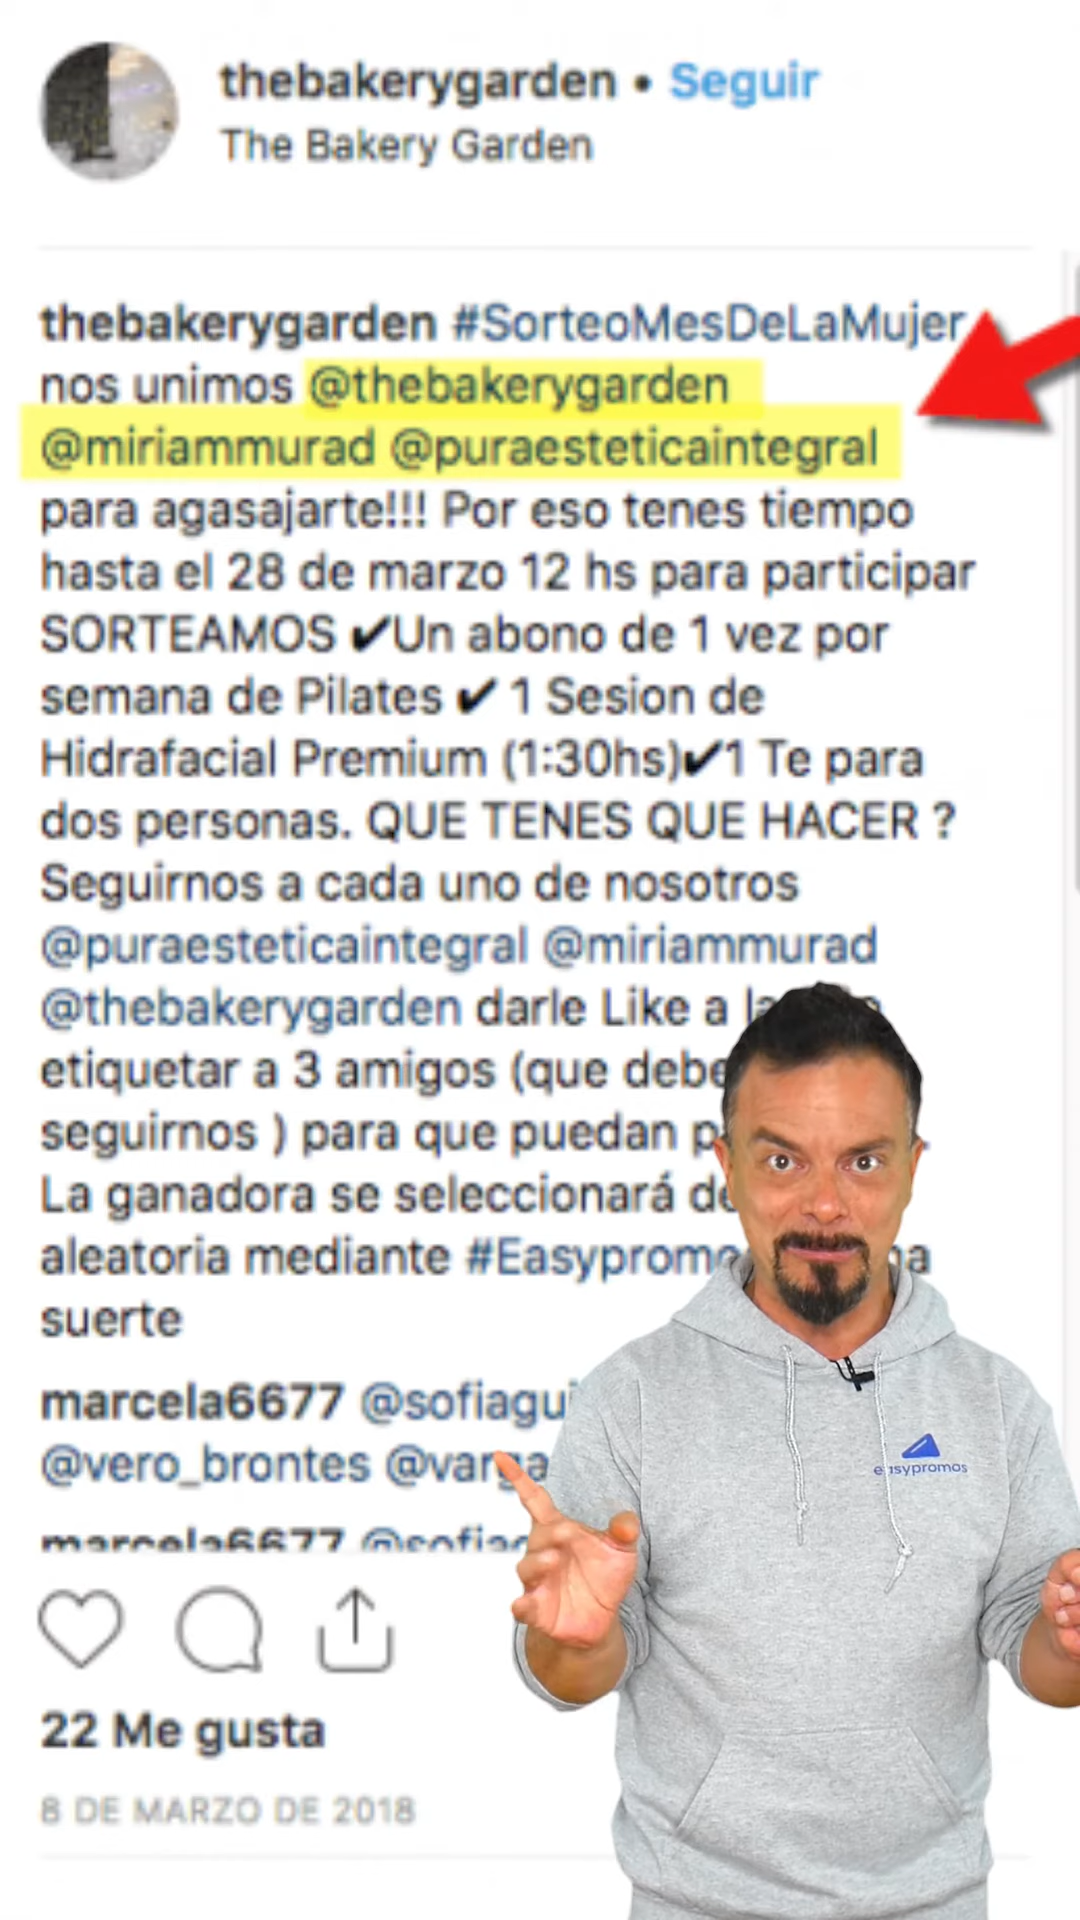 thebakerygarden • Seguir
The Bakery Garden
thebakerygarden #SorteoMesDeLaMujer
nos unimos @thebakerygarden
@miriammurad @puraesteticaintegral
para agasajarte!!! Por eso tenes tiempo
hasta el 28 de marzo 12 hs para participar
SORTEAMOS ✔Un abono de 1 vez por
semana de Pilates ✔ 1 Sesion de
Hidrafacial Premium (1:30hs)✔1 Te para
dos personas. QUE TENES QUE HACER ?
Seguirnos a cada uno de nosotros
@puraesteticaintegral @miriammurad
@thebakerygarden darle Like a la
etiquetar a 3 amigos (que debe
seguirnos ) para que puedan
La ganadora se seleccionará de
aleatoria mediante #Easypromo
suerte
marcela6677 @sofiagui
@vero_brontes @varga
marcela6677
22 Me gusta
8 DE MARZO DE 2018
easypromos